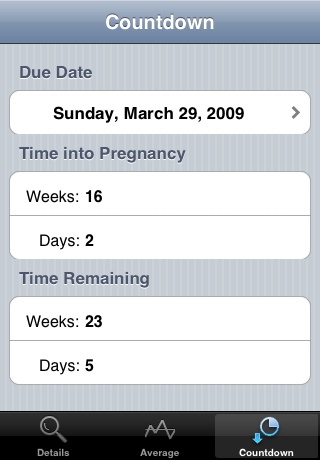 Countdown
Due Date
Sunday, March 29, 2009
Time into Pregnancy
Weeks: 16
Days: 2
Time Remaining
Weeks: 23
Days: 5
Details Average Countdown